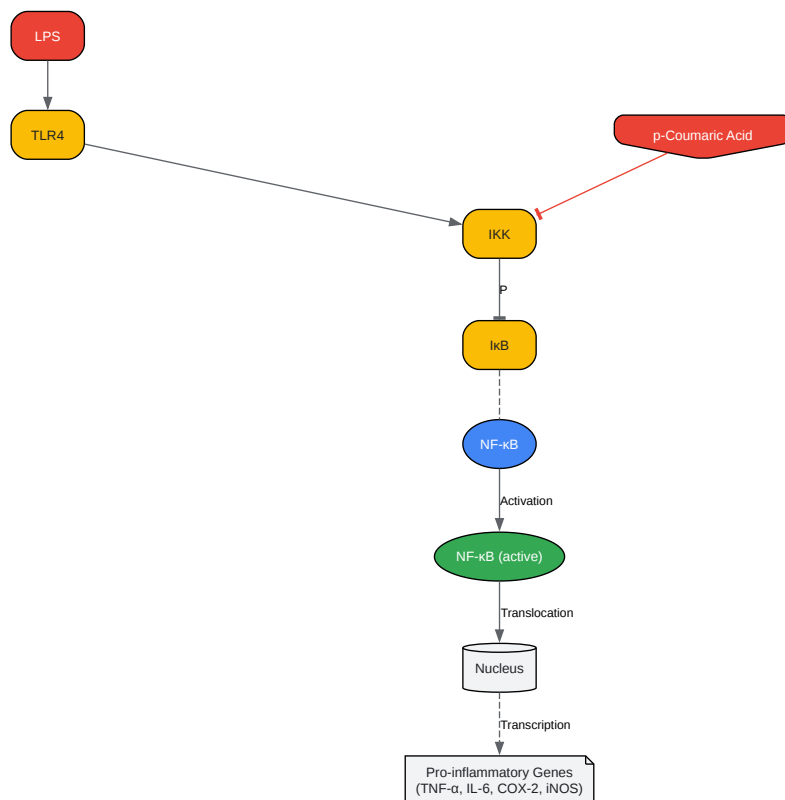 LPS
TLR4
p-Coumaric Acid
IKK
P
IκB
NF-κB
Activation
NF-κB (active)
Translocation
Nucleus
Transcription
Pro-inflammatory Genes
(TNF-α, IL-6, COX-2, iNOS)